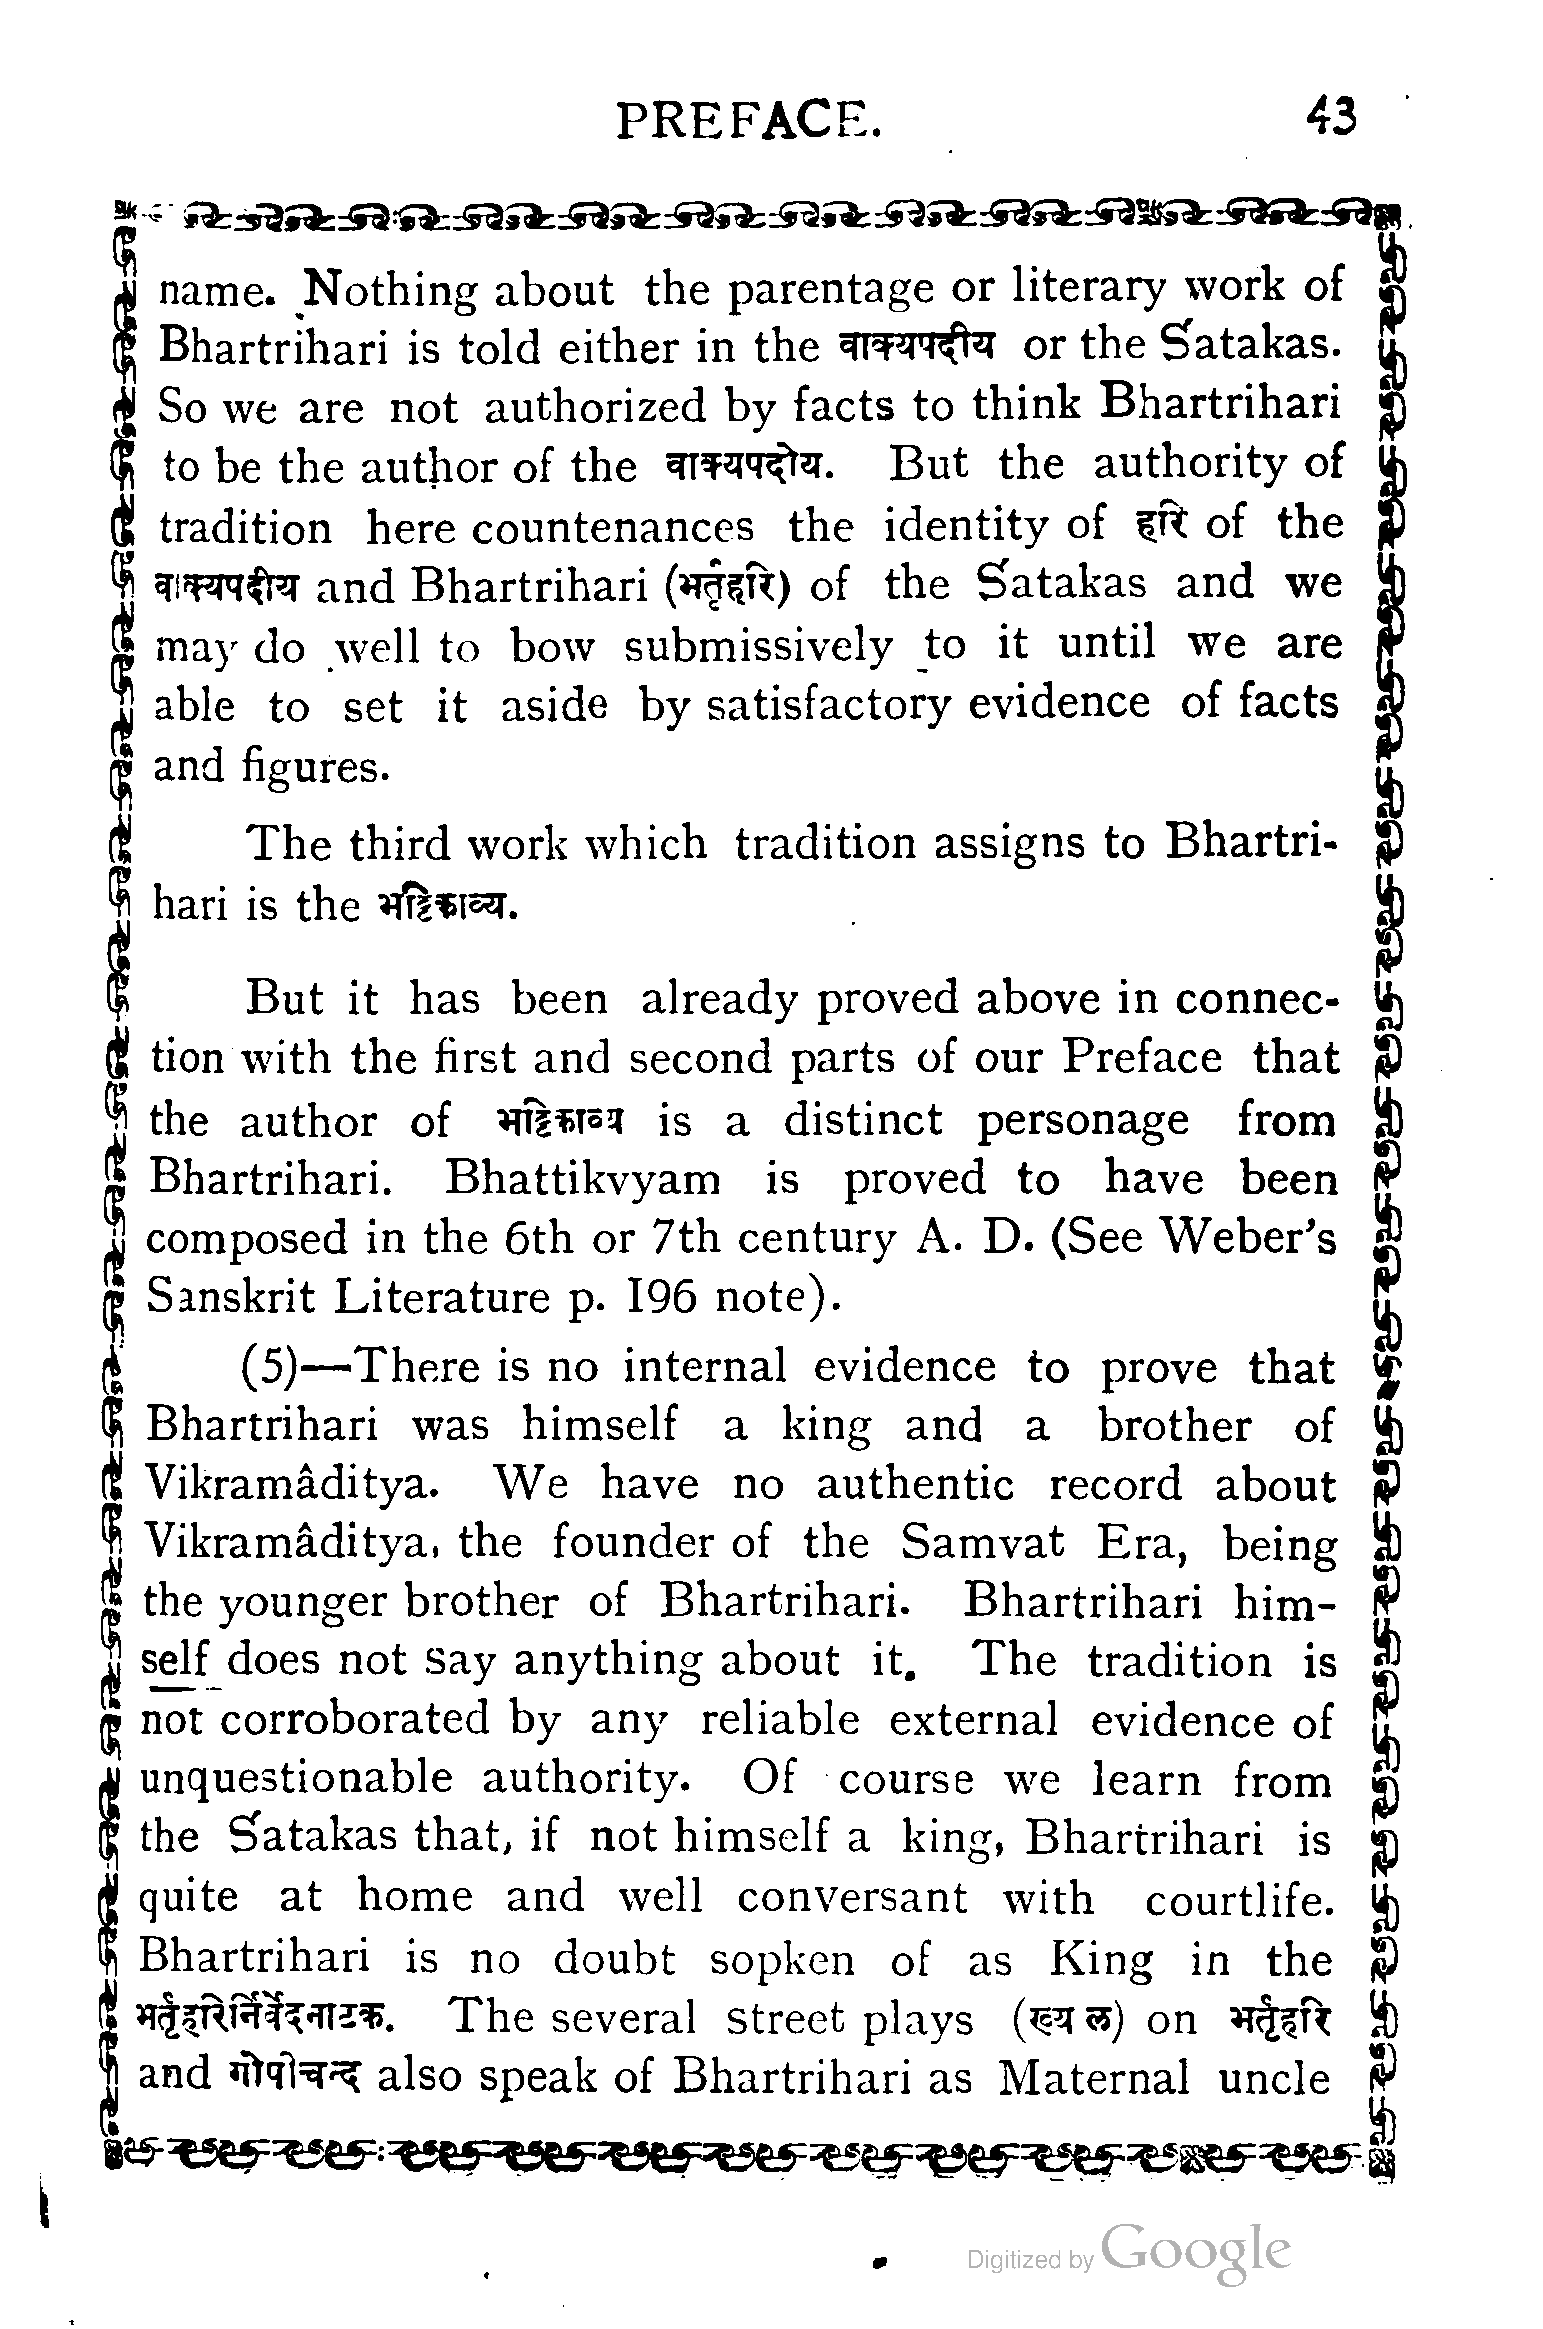 PREFACE. 43
name. Nothing about the parentage or literary work of
Bhartrihari is told either in the वाक्यपदीय or the Śatakas.
So we are not authorized by facts to think Bhartrihari
to be the author of the वाक्यपदोय. But the authority of
tradition here countenances the identity of हरि of the
वाक्यपदीय and Bhartrihari (भर्तृहरि) of the Śatakas and we
may do well to bow submissively to it until we are
able to set it aside by satisfactory evidence of facts
and figures.
The third work which tradition assigns to Bhartri-
hari is the भट्टिकाव्य.
But it has been already proved above in connec-
tion with the first and second parts of our Preface that
the author of भट्टिकाव्य is a distinct personage from
Bhartrihari. Bhattikvyam is proved to have been
composed in the 6th or 7th century A. D. (See Weber's
Sanskrit Literature p. 196 note).
(5)—There is no internal evidence to prove that
Bhartrihari was himself a king and a brother of
Vikramâditya. We have no authentic record about
Vikramâditya, the founder of the Samvat Era, being
the younger brother of Bhartrihari. Bhartrihari him-
self does not say anything about it. The tradition is
not corroborated by any reliable external evidence of
unquestionable authority. Of course we learn from
the Śatakas that, if not himself a king, Bhartrihari is
quite at home and well conversant with courtlife.
Bhartrihari is no doubt sopken of as King in the
भर्तृहरिर्निर्वेदनाटक. The several street plays (ख्य ल) on भर्तृहरि
and गोपीचन्द also speak of Bhartrihari as Maternal uncle
Digitized by Google